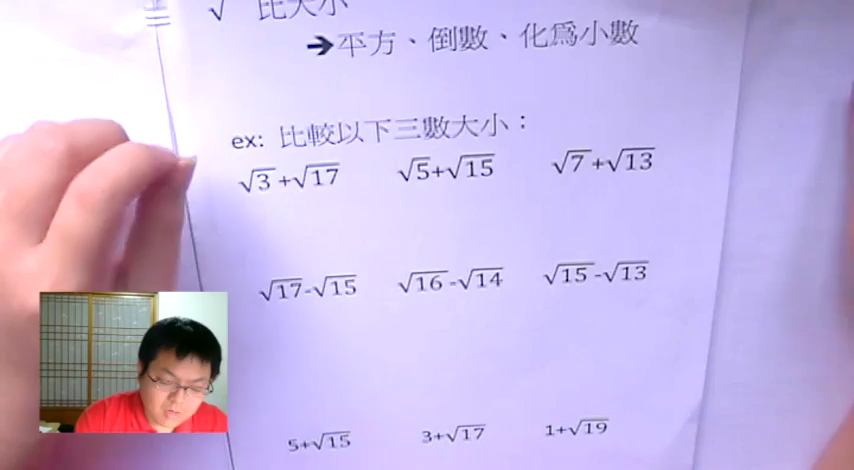 √ 比大小
➔平方、倒數、化為小數
ex: 比較以下三數大小：
√3+√17 √5+√15 √7+√13
√17-√15 √16-√14 √15-√13
5+√15 3+√17 1+√19